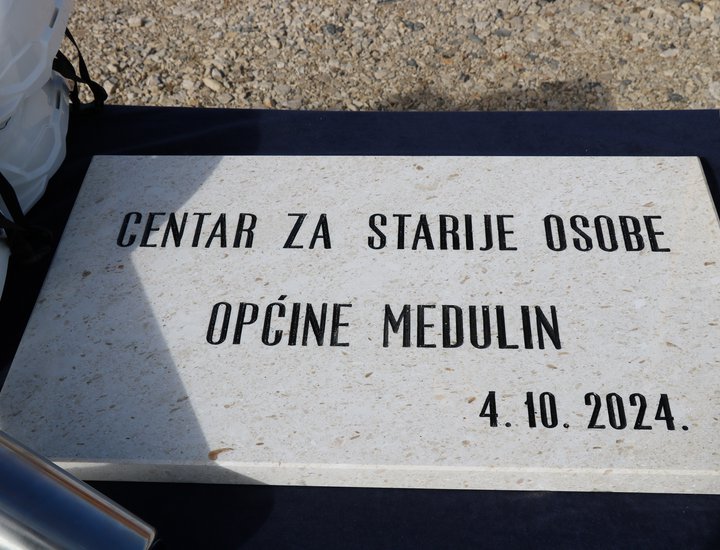 CENTAR ZA STARIJE OSOBE
OPĆINE MEDULIN
4.10.2024.